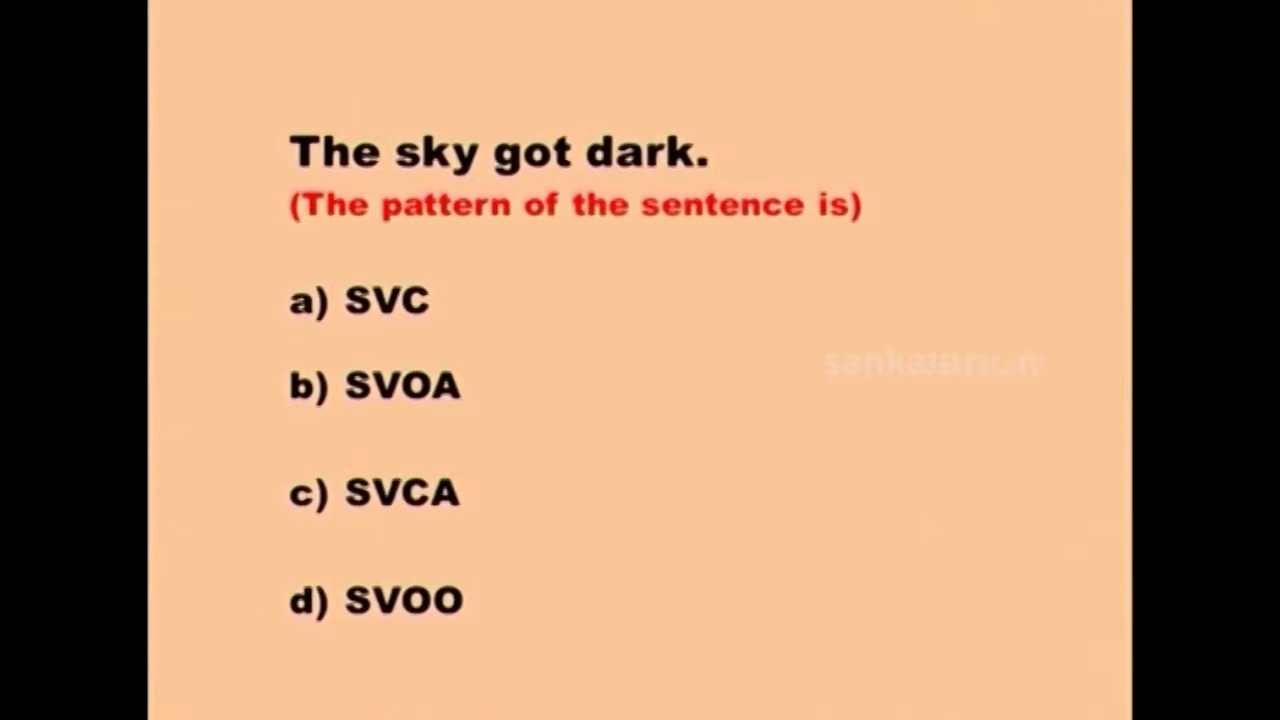 The sky got dark.
(The pattern of the sentence is)
a) SVC
b) SVOA
c) SVCA
d) SVOO